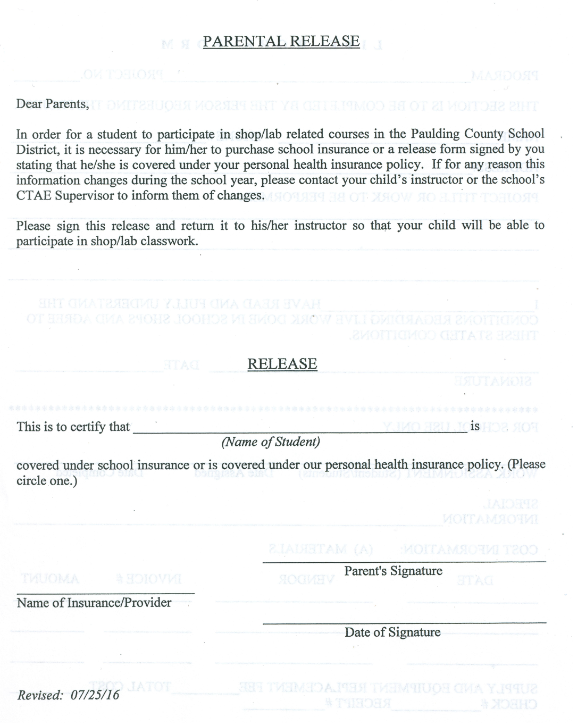 PARENTAL RELEASE
Dear Parents,
In order for a student to participate in shop/lab related courses in the Paulding County School
District, it is necessary for him/her to purchase school insurance or a release form signed by you
stating that he/she is covered under your personal health insurance policy. If for any reason this
information changes during the school year, please contact your child's instructor or the school's
CTAE Supervisor to inform them of changes.
Please sign this release and return it to his/her instructor so that your child will be able to
participate in shop/lab classwork.
RELEASE
This is to certify that ______________________ is
(Name of Student)
covered under school insurance or is covered under our personal health insurance policy. (Please
circle one.)
Parent's Signature
Name of Insurance/Provider
Date of Signature
Revised: 07/25/16